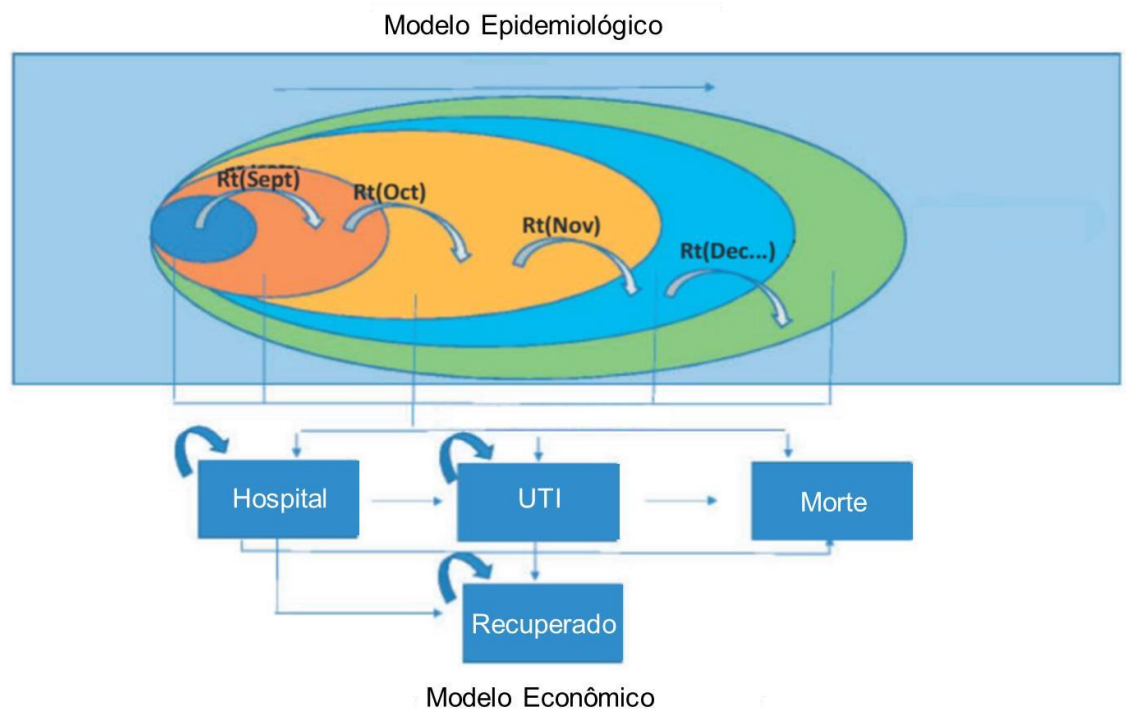 Modelo Epidemiológico
Rt(Sept)
Rt(Oct)
Rt(Nov)
Rt(Dec...)
Hospital
UTI
Morte
Recuperado
Modelo Econômico